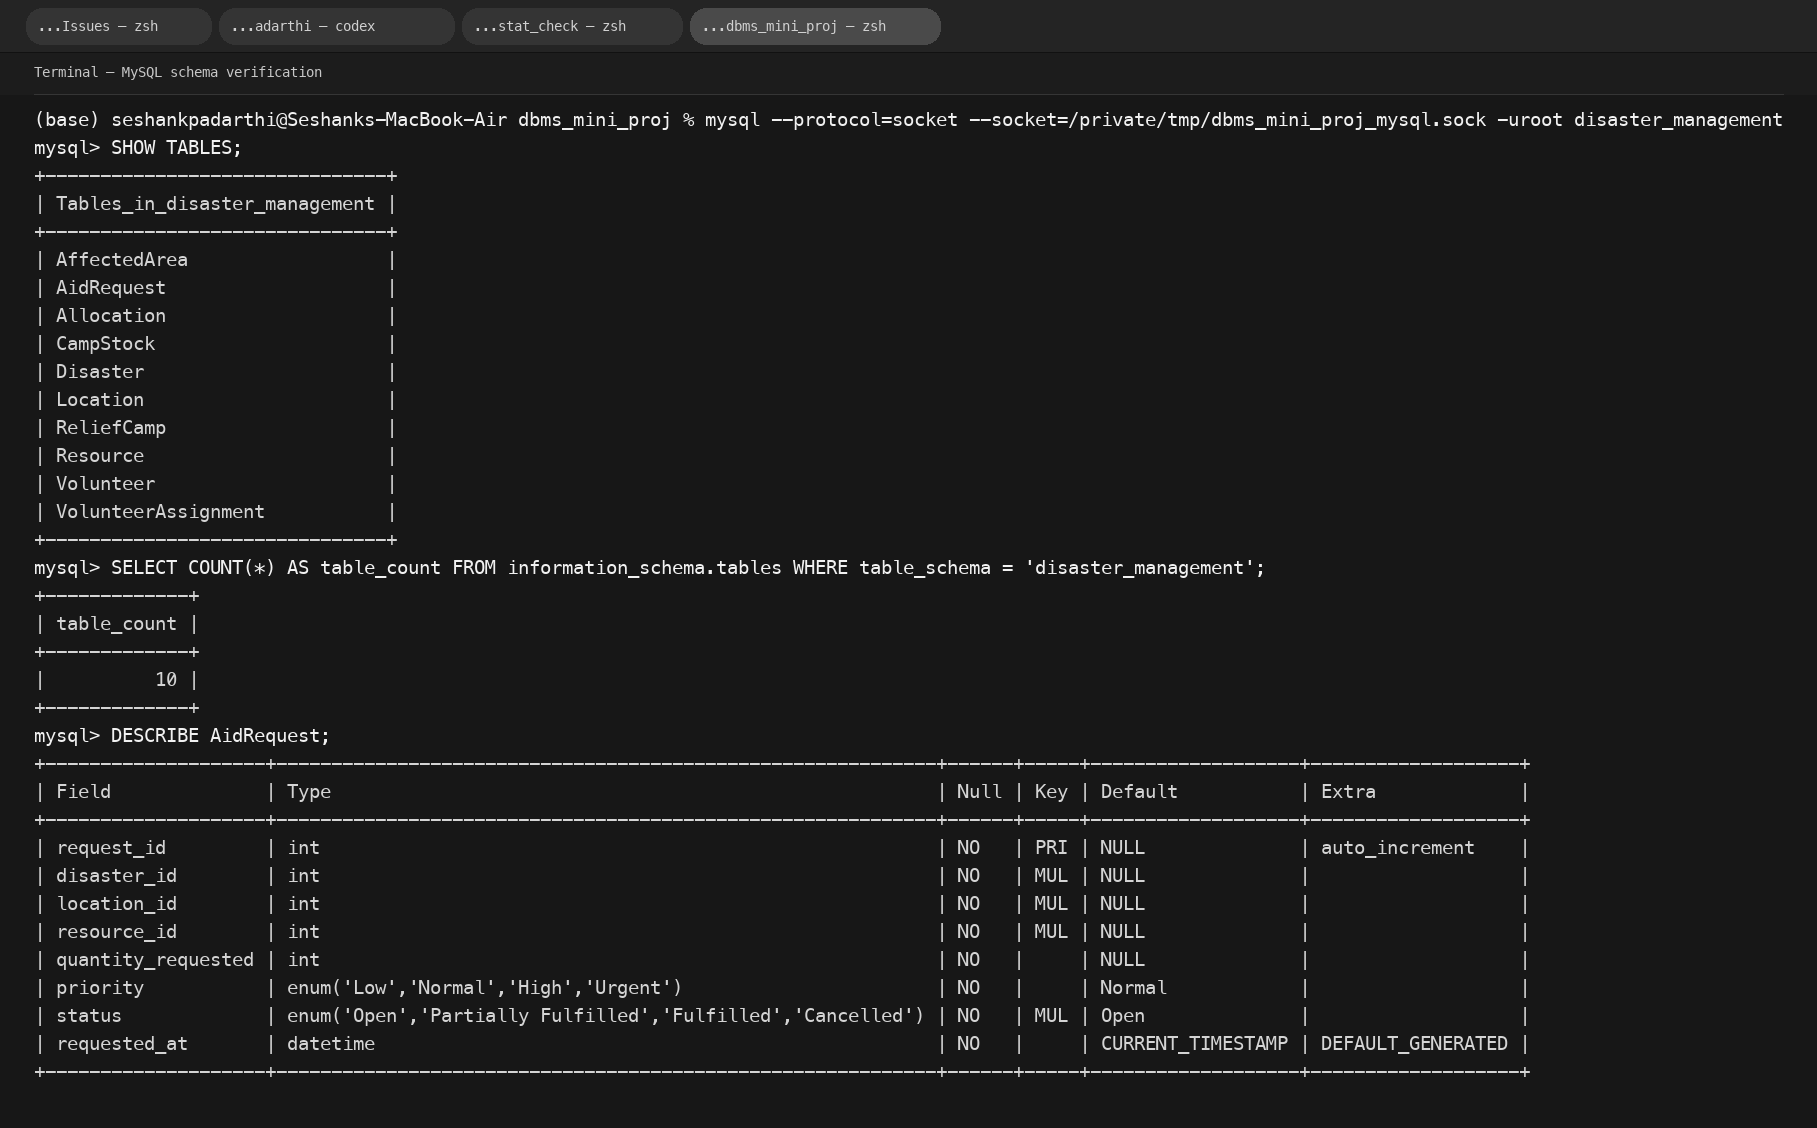 ...Issues — zsh
...adarthi — codex
...stat_check — zsh
...dbms_mini_proj — zsh
Terminal — MySQL schema verification
(base) seshankpadarthi@Seshanks-MacBook-Air dbms_mini_proj % mysql --protocol=socket --socket=/private/tmp/dbms_mini_proj_mysql.sock -uroot disaster_management
mysql> SHOW TABLES;
+-------------------------------+
| Tables_in_disaster_management |
+-------------------------------+
| AffectedArea                  |
| AidRequest                    |
| Allocation                    |
| CampStock                     |
| Disaster                      |
| Location                      |
| ReliefCamp                    |
| Resource                      |
| Volunteer                     |
| VolunteerAssignment           |
+-------------------------------+
mysql> SELECT COUNT(*) AS table_count FROM information_schema.tables WHERE table_schema = 'disaster_management';
+-------------+
| table_count |
+-------------+
|          10 |
+-------------+
mysql> DESCRIBE AidRequest;
+--------------------+------------------------------------------------------------+------+-----+-------------------+-------------------+
| Field              | Type                                                       | Null | Key | Default           | Extra             |
+--------------------+------------------------------------------------------------+------+-----+-------------------+-------------------+
| request_id         | int                                                        | NO   | PRI | NULL              | auto_increment    |
| disaster_id        | int                                                        | NO   | MUL | NULL              |                   |
| location_id        | int                                                        | NO   | MUL | NULL              |                   |
| resource_id        | int                                                        | NO   | MUL | NULL              |                   |
| quantity_requested | int                                                        | NO   |     | NULL              |                   |
| priority           | enum('Low','Normal','High','Urgent')                       | NO   |     | Normal            |                   |
| status             | enum('Open','Partially Fulfilled','Fulfilled','Cancelled') | NO   | MUL | Open              |                   |
| requested_at       | datetime                                                   | NO   |     | CURRENT_TIMESTAMP | DEFAULT_GENERATED |
+--------------------+------------------------------------------------------------+------+-----+-------------------+-------------------+